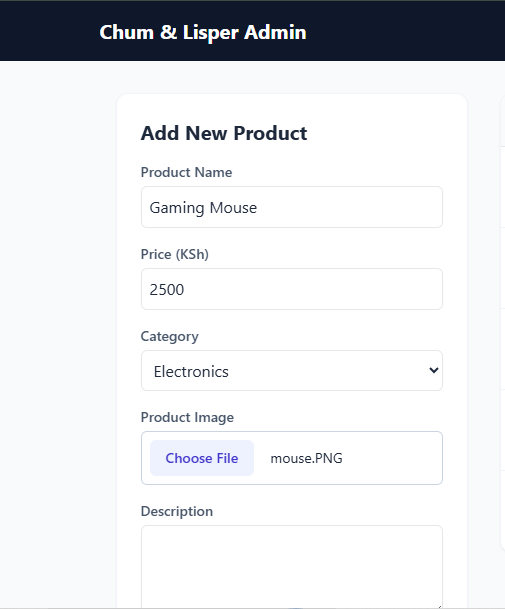 Chum & Lisper Admin
Add New Product
Product Name
Gaming Mouse
Price (KSh)
2500
Category
Electronics
Product Image
Choose File mouse.PNG
Description